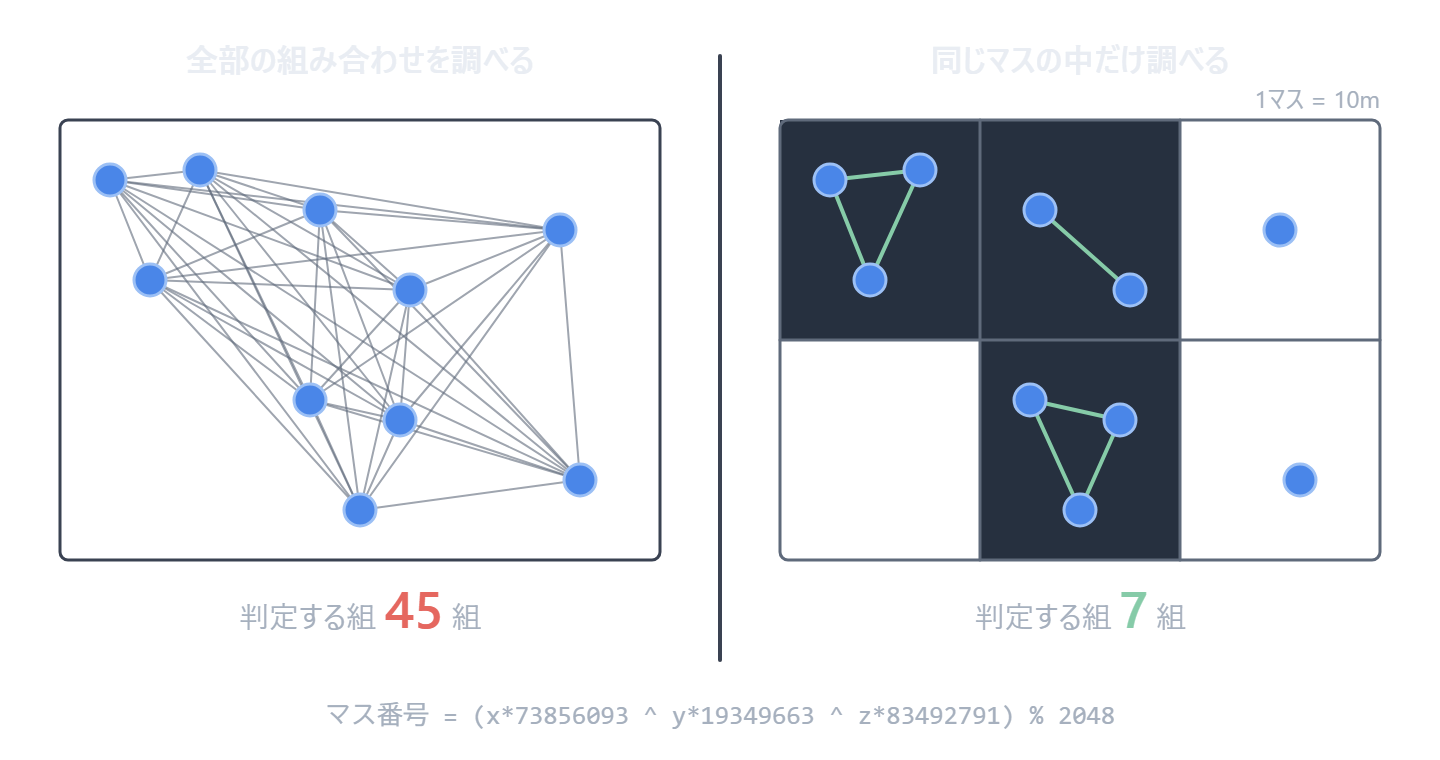 全部の組み合わせを調べる
同じマスの中だけ調べる
1マス = 10m
判定する組 45 組
判定する組 7 組
マス番号 = (x*73856093 ^ y*19349663 ^ z*83492791) % 2048